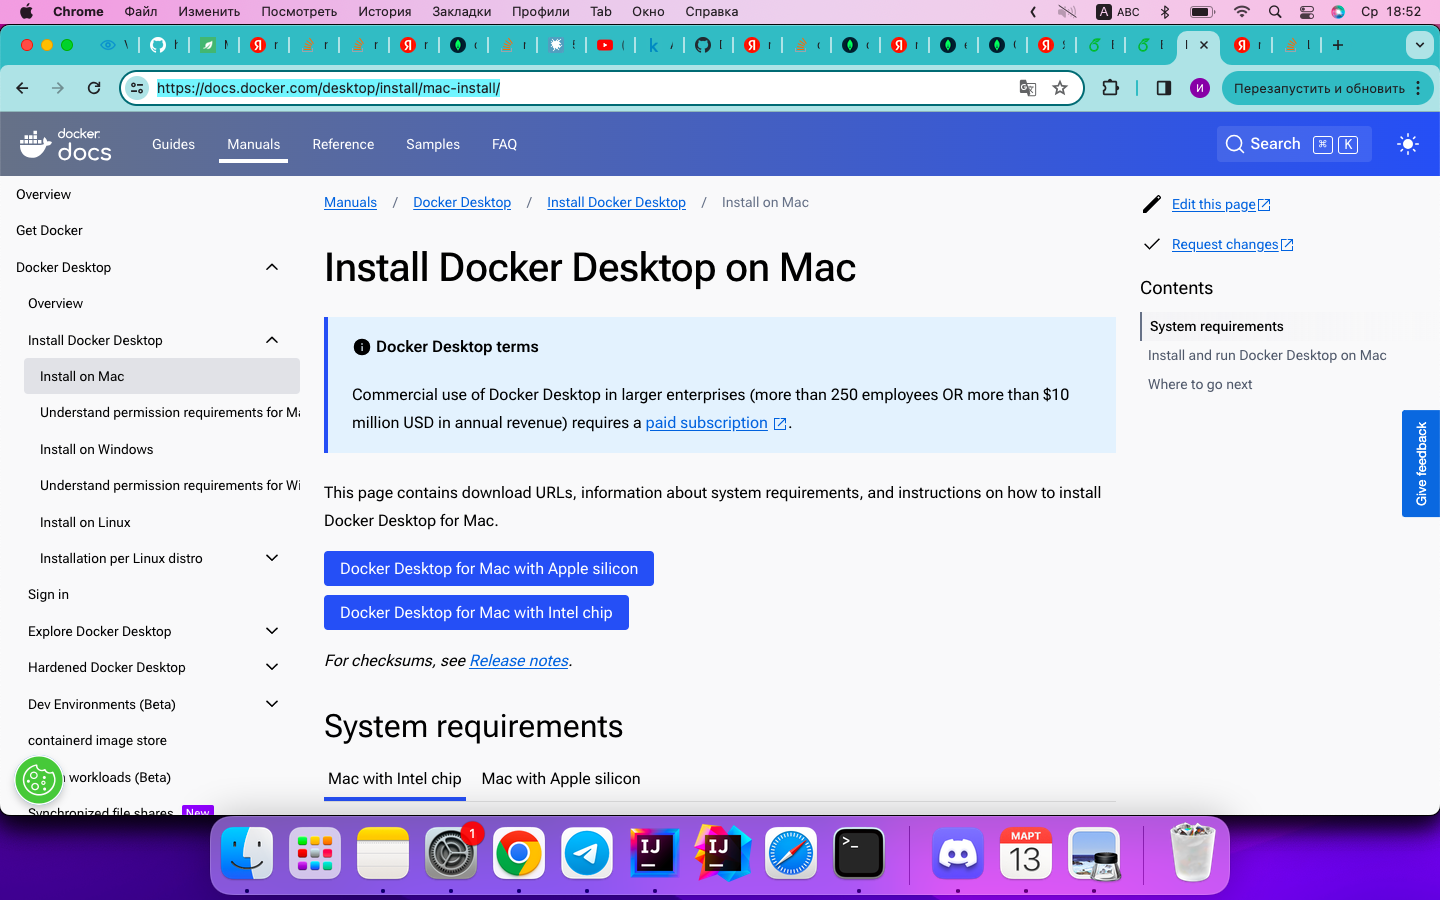 Chrome Файл Изменить Посмотреть История Закладки Профили Tab Окно Справка A ABC Ср 18:52
https://docs.docker.com/desktop/install/mac-install/ И Перезапустить и обновить
docker docs Guides Manuals Reference Samples FAQ Search ⌘ K
Overview
Get Docker
Docker Desktop
Overview
Install Docker Desktop
Install on Mac
Understand permission requirements for Ma
Install on Windows
Understand permission requirements for Wi
Install on Linux
Installation per Linux distro
Sign in
Explore Docker Desktop
Hardened Docker Desktop
Dev Environments (Beta)
containerd image store
workloads (Beta)
Synchronized file shares New
Manuals / Docker Desktop / Install Docker Desktop / Install on Mac
Install Docker Desktop on Mac
Docker Desktop terms
Commercial use of Docker Desktop in larger enterprises (more than 250 employees OR more than $10
million USD in annual revenue) requires a paid subscription.
This page contains download URLs, information about system requirements, and instructions on how to install
Docker Desktop for Mac.
Docker Desktop for Mac with Apple silicon
Docker Desktop for Mac with Intel chip
For checksums, see Release notes.
System requirements
Mac with Intel chip Mac with Apple silicon
Edit this page
Request changes
Contents
System requirements
Install and run Docker Desktop on Mac
Where to go next
Give feedback
1
IJ
IJ
>_
МАРТ
13